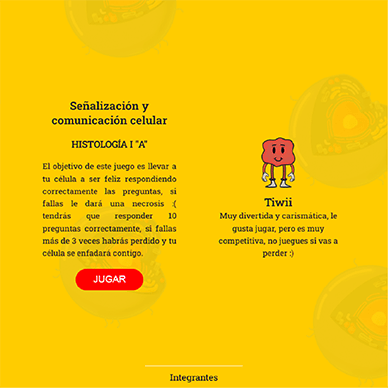 Señalización y
comunicación celular
HISTOLOGÍA I "A"
El objetivo de este juego es llevar a
tu célula a ser feliz respondiendo
correctamente las preguntas, si
fallas le dará una necrosis :(
tendrás que responder 10
preguntas correctamente, si fallas
más de 3 veces habrás perdido y tu
célula se enfadará contigo.
JUGAR
Tiwii
Muy divertida y carismática, le
gusta jugar, pero es muy
competitiva, no juegues si vas a
perder :)
Integrantes